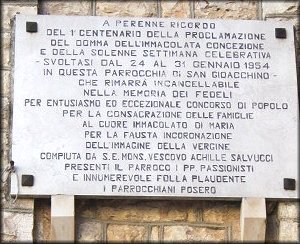 A PERENNE RICORDO
DEL 1° CENTENARIO DELLA PROCLAMAZIONE
DEL DOMMA DELL'IMMACOLATA CONCEZIONE
E DELLA SOLENNE SETTIMANA CELEBRATIVA
SVOLTASI DAL 24 AL 31 GENNAIO 1954
IN QUESTA PARROCCHIA DI SAN GIOACCHINO
CHE RIMARRÀ INCANCELLABILE
NELLA MEMORIA DEI FEDELI
PER ENTUSIASMO ED ECCEZIONALE CONCORSO DI POPOLO
PER LA CONSACRAZIONE DELLE FAMIGLIE
AL CUORE IMMACOLATO DI MARIA
PER LA FAUSTA INCORONAZIONE
DELL'IMMAGINE DELLA VERGINE
COMPIUTA DA S.E. MONS. VESCOVO ACHILLE SALVUCCI
PRESENTI IL PARROCO I PP. PASSIONISTI
E INNUMEREVOLE FOLLA PLAUDENTE
I PARROCCHIANI POSERO